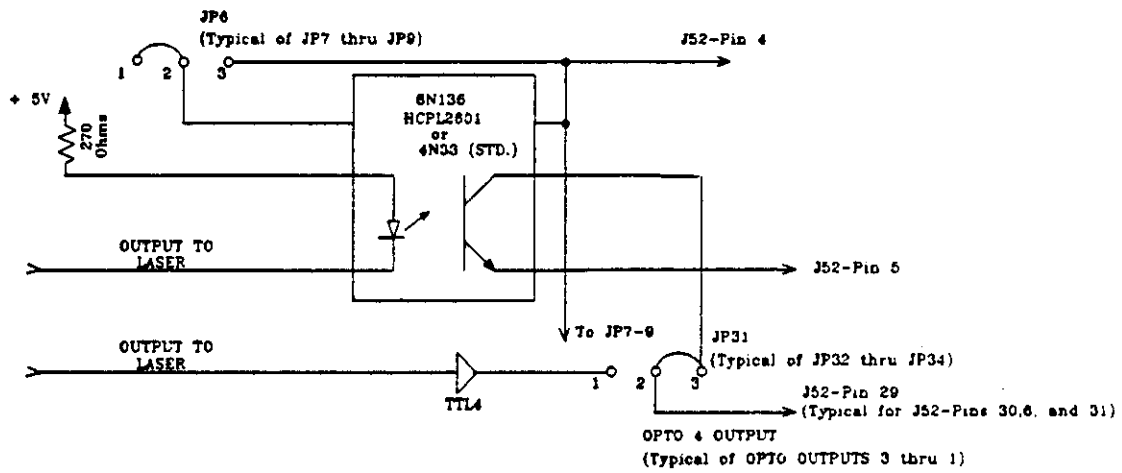 JP6
(Typical of JP7 thru JP9)
J52-Pin 4
1 2 3
+ 5V
270
Ohms
6N136
HCPL2601
or
4N33 (STD.)
OUTPUT TO
LASER
J52-Pin 5
To JP7-9
OUTPUT TO
LASER
JP31
(Typical of JP32 thru JP34)
1 2 3
TTL4
J52-Pin 29
(Typical for J52-Pins 30,6, and 31)
OPTO 4 OUTPUT
(Typical of OPTO OUTPUTS 3 thru 1)